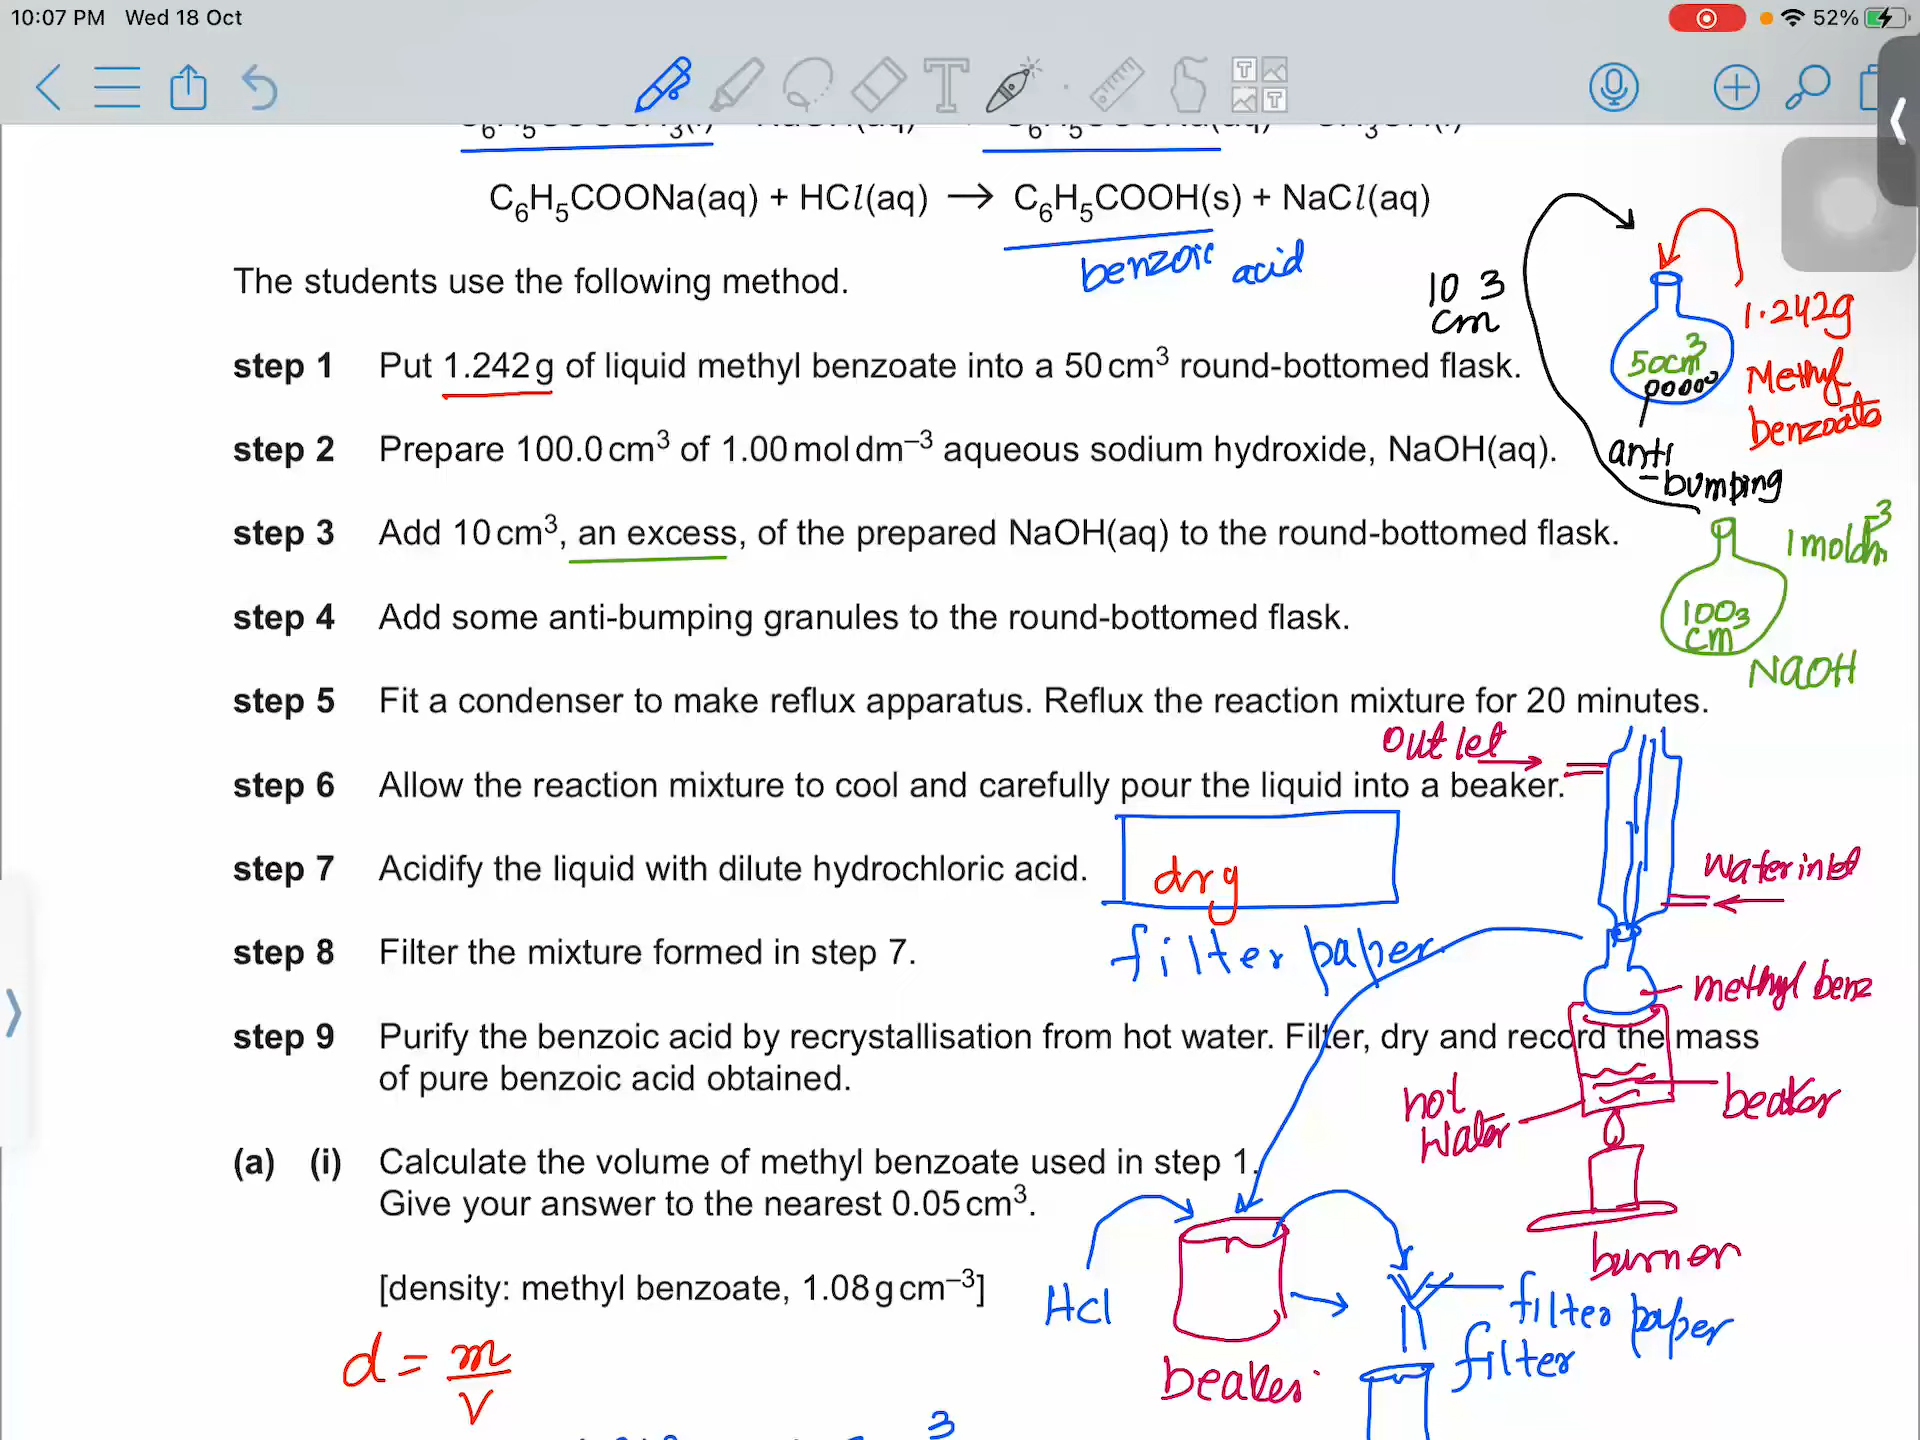 10:07 PM Wed 18 Oct
52%
C₆H₅COONa(aq) + HCl(aq) → C₆H₅COOH(s) + NaCl(aq)
benzoic acid
The students use the following method.
10 cm³
1.242g
step 1 Put 1.242 g of liquid methyl benzoate into a 50 cm³ round-bottomed flask.
50cm³
Methyl
benzoate
step 2 Prepare 100.0 cm³ of 1.00 mol dm⁻³ aqueous sodium hydroxide, NaOH(aq).
anti
-bumping
step 3 Add 10 cm³, an excess, of the prepared NaOH(aq) to the round-bottomed flask.
1 moldm⁻³
step 4 Add some anti-bumping granules to the round-bottomed flask.
100 cm³
NaOH
step 5 Fit a condenser to make reflux apparatus. Reflux the reaction mixture for 20 minutes.
Outlet
step 6 Allow the reaction mixture to cool and carefully pour the liquid into a beaker.
step 7 Acidify the liquid with dilute hydrochloric acid.
dry
Water inlet
step 8 Filter the mixture formed in step 7.
filter paper
methyl benz
step 9 Purify the benzoic acid by recrystallisation from hot water. Filter, dry and record the mass
of pure benzoic acid obtained.
hot
water
beaker
(a) (i) Calculate the volume of methyl benzoate used in step 1.
Give your answer to the nearest 0.05 cm³.
burner
[density: methyl benzoate, 1.08 g cm⁻³]
HCl
filter paper
filter
beaker
d = m/v